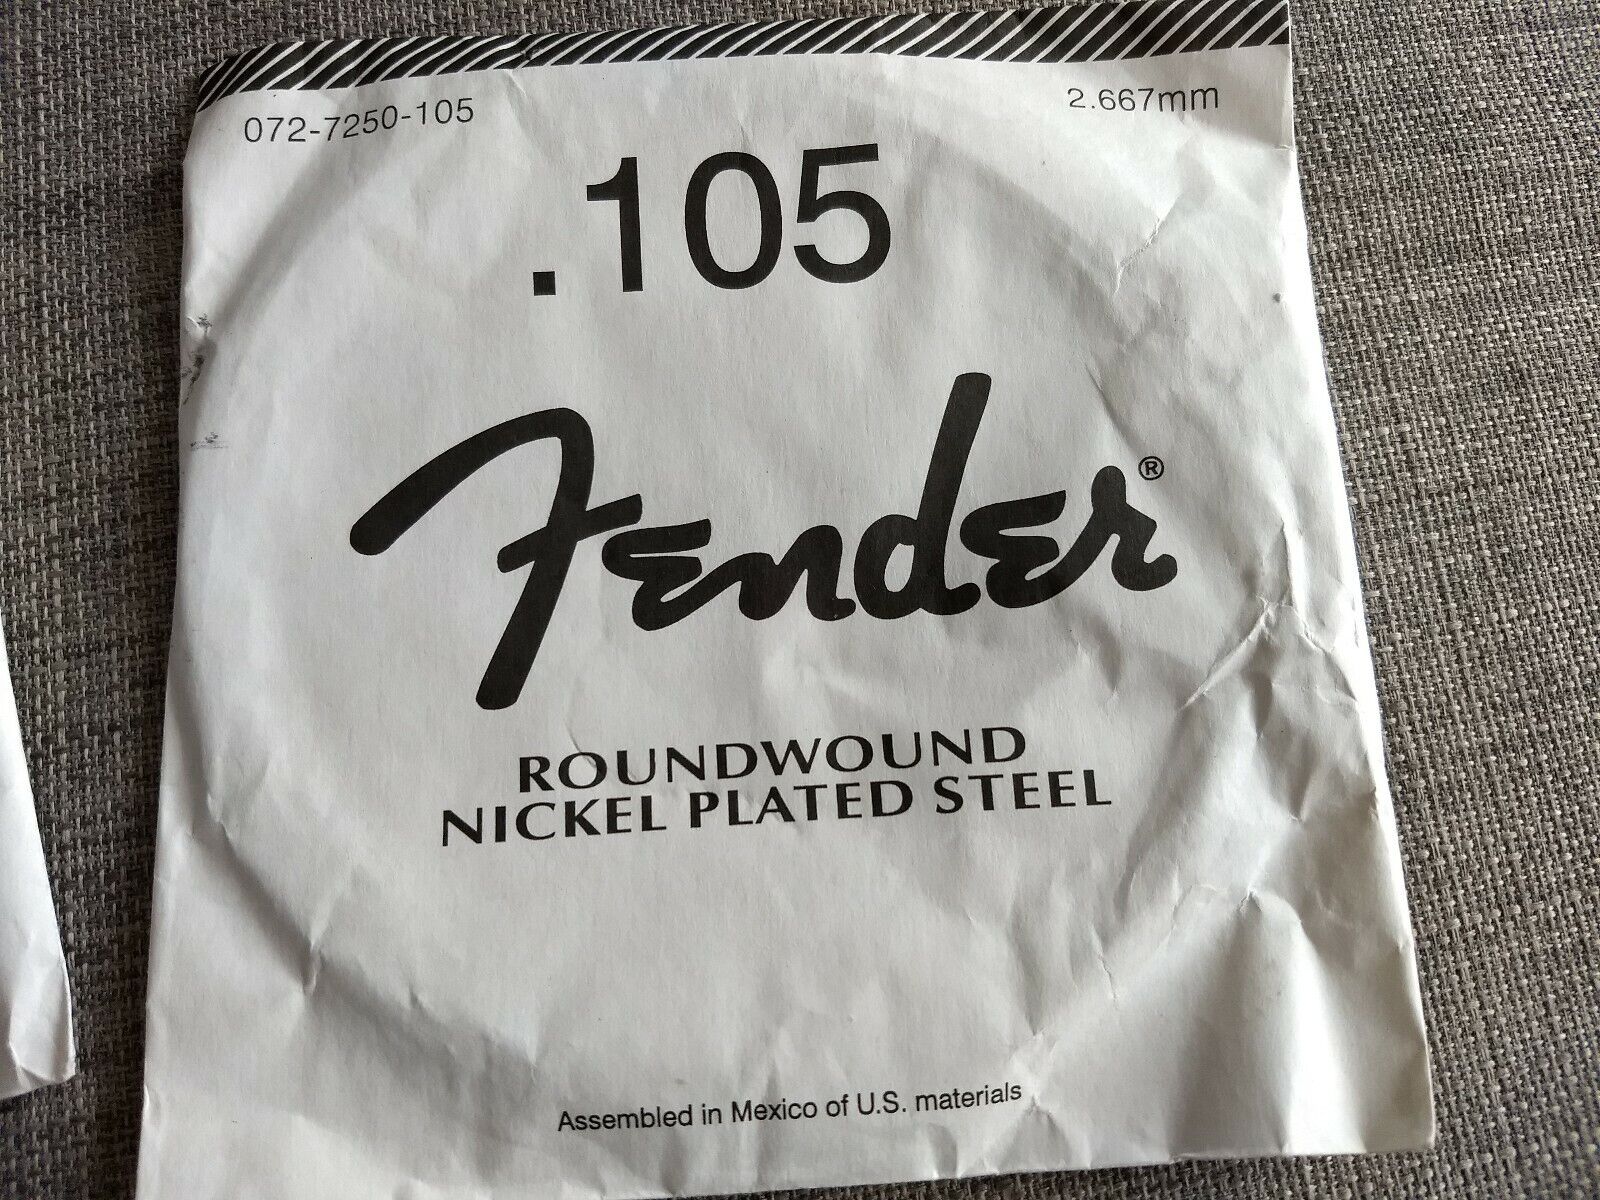 072-7250-105
2.667mm
.105
Fender®
ROUNDWOUND
NICKEL PLATED STEEL
Assembled in Mexico of U.S. materials